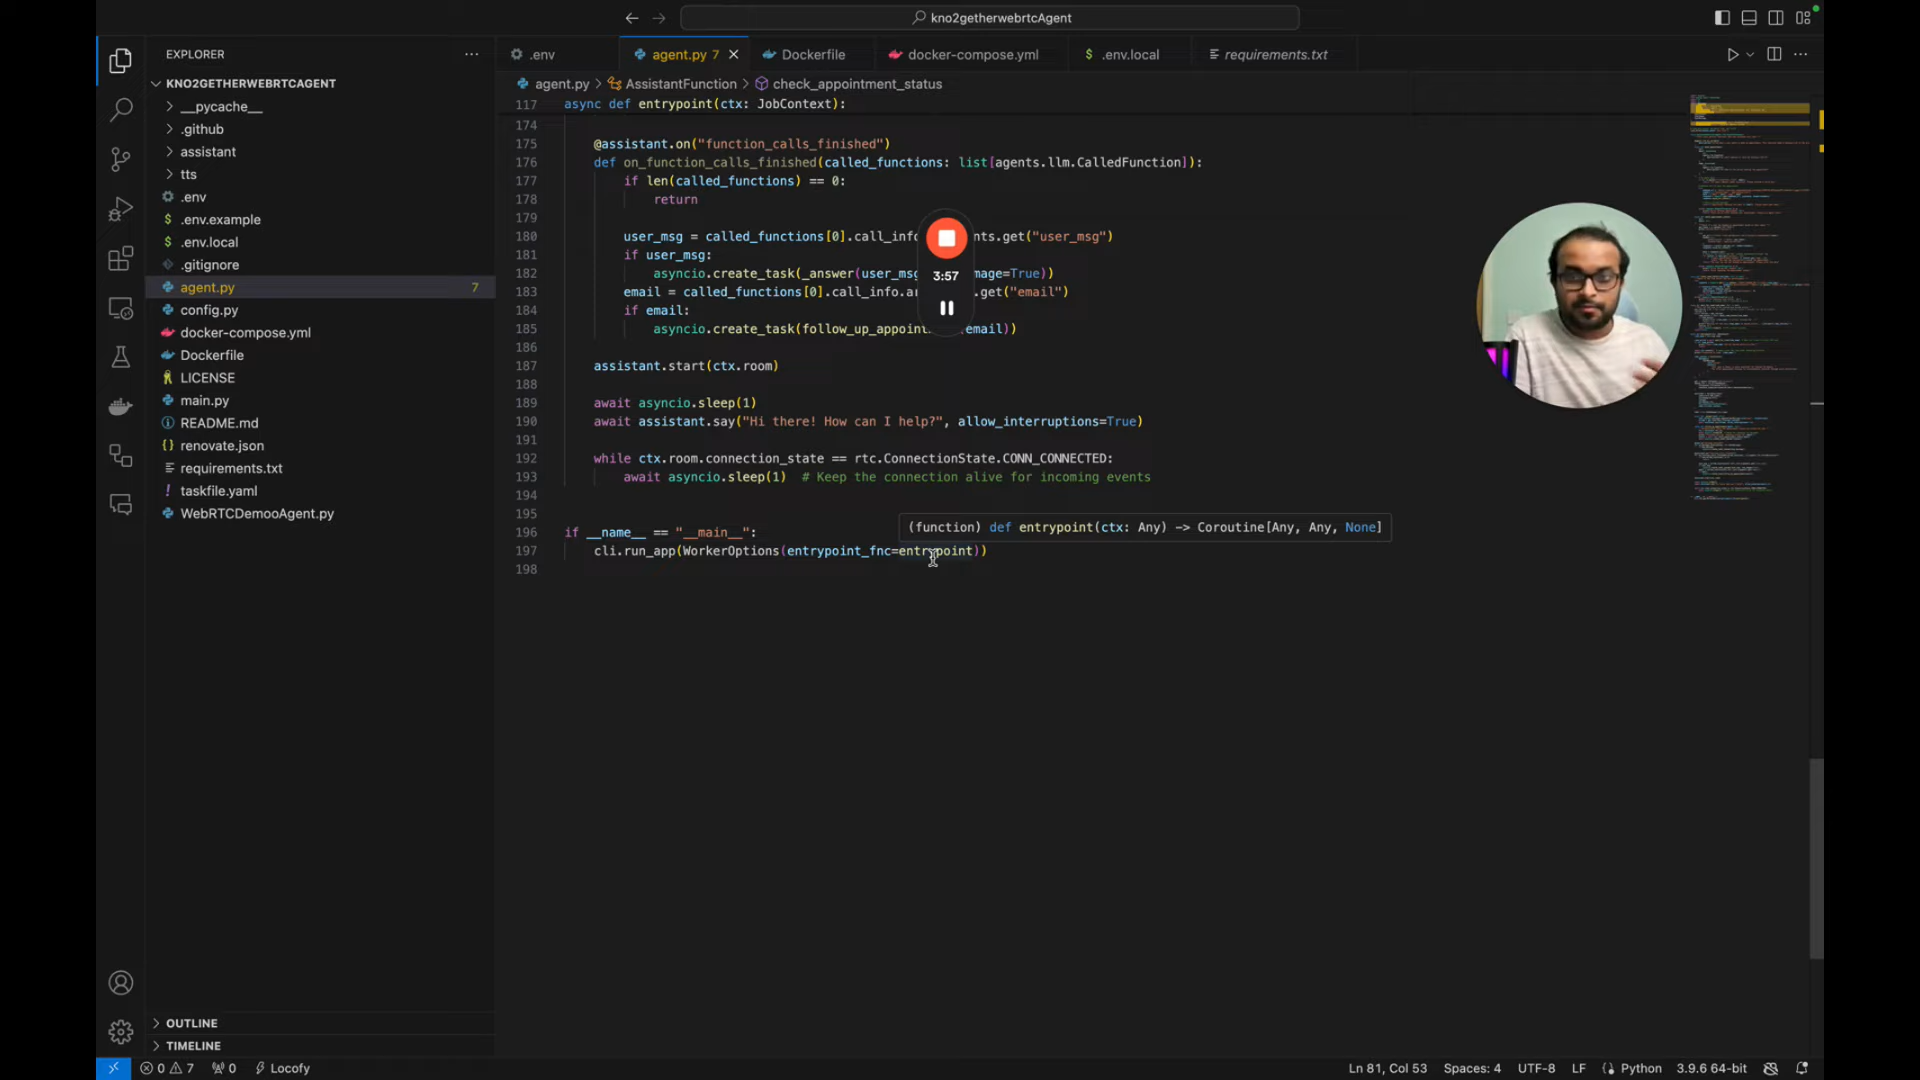 kno2getherwebrtcAgent
EXPLORER
KNO2GETHERWEBRTCAGENT
__pycache__
.github
assistant
tts
.env
.env.example
.env.local
.gitignore
agent.py 7
config.py
docker-compose.yml
Dockerfile
LICENSE
main.py
README.md
renovate.json
requirements.txt
taskfile.yaml
WebRTCDemooAgent.py
OUTLINE
TIMELINE
.env
agent.py 7
Dockerfile
docker-compose.yml
.env.local
requirements.txt
agent.py > AssistantFunction > check_appointment_status
117 async def entrypoint(ctx: JobContext):
174
175 @assistant.on("function_calls_finished")
176 def on_function_calls_finished(called_functions: list[agents.llm.CalledFunction]):
177 if len(called_functions) == 0:
178 return
179
180 user_msg = called_functions[0].call_info nts.get("user_msg")
181 if user_msg:
182 asyncio.create_task(_answer(user_msg mage=True))
183 email = called_functions[0].call_info.ar .get("email")
184 if email:
185 asyncio.create_task(follow_up_appoint email))
186
187 assistant.start(ctx.room)
188
189 await asyncio.sleep(1)
190 await assistant.say("Hi there! How can I help?", allow_interruptions=True)
191
192 while ctx.room.connection_state == rtc.ConnectionState.CONN_CONNECTED:
193 await asyncio.sleep(1) # Keep the connection alive for incoming events
194
195
(function) def entrypoint(ctx: Any) -> Coroutine[Any, Any, None]
196 if __name__ == "__main__":
197 cli.run_app(WorkerOptions(entrypoint_fnc=entrypoint))
198
3:57
0 7 0 Locofy
Ln 81, Col 53 Spaces: 4 UTF-8 LF Python 3.9.6 64-bit